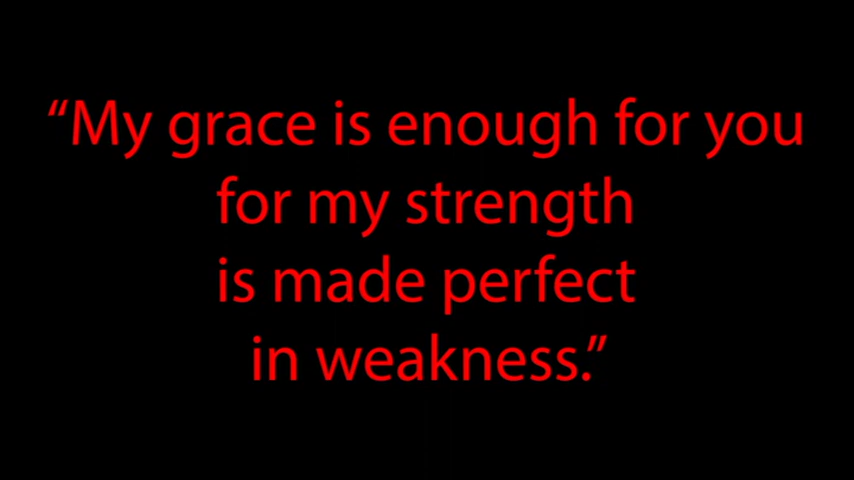 “My grace is enough for you
for my strength
is made perfect
in weakness.”